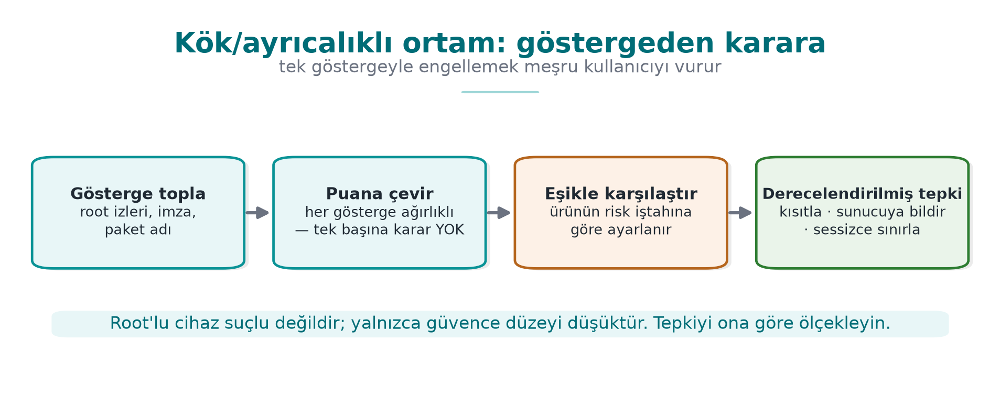 Kök/ayrıcalıklı ortam: göstergeden karara
tek göstergeyle engellemek meşru kullanıcıyı vurur
Gösterge topla
root izleri, imza,
paket adı
Puana çevir
her gösterge ağırlıklı
— tek başına karar YOK
Eşikle karşılaştır
ürünün risk iştahına
göre ayarlanır
Derecelendirilmiş tepki
kısıtla · sunucuya bildir
· sessizce sınırla
Root'lu cihaz suçlu değildir; yalnızca güvence düzeyi düşüktür. Tepkiyi ona göre ölçekleyin.